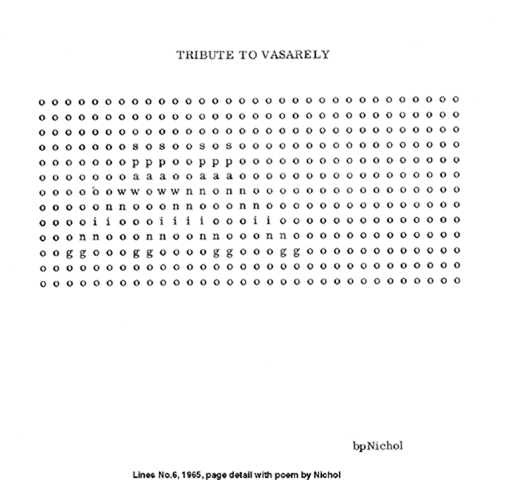 TRIBUTE TO VASARELY
o o o o o o o o o o o o o o o o o o o o o o o o o o o o o o o o
o o o o o o o o o o o o o o o o o o o o o o o o o o o o o o o o
o o o o o o o o o o o o o o o o o o o o o o o o o o o o o o o o
o o o o o o o s o s o o s o s o o o o o o o o o o o o o o o o o
o o o o o o o p p p o o p p p o o o o o o o o o o o o o o o o o
o o o o o o o a a a o o a a a o o o o o o o o o o o o o o o o o
o o o o o o w w o w w n n o n n o o o o o o o o o o o o o o o o
o o o o o n n o o o n n o o o n n o o o o o o o o o o o o o o o
o o o o i i o o o i i i i o o o i i o o o o o o o o o o o o o o
o o o n n o o o n n o o n n o o o n n o o o o o o o o o o o o o
o o g g o o o g g o o o o g g o o o g g o o o o o o o o o o o o
o o o o o o o o o o o o o o o o o o o o o o o o o o o o o o o o
o o o o o o o o o o o o o o o o o o o o o o o o o o o o o o o o
bpNichol
Lines No.6, 1965, page detail with poem by Nichol